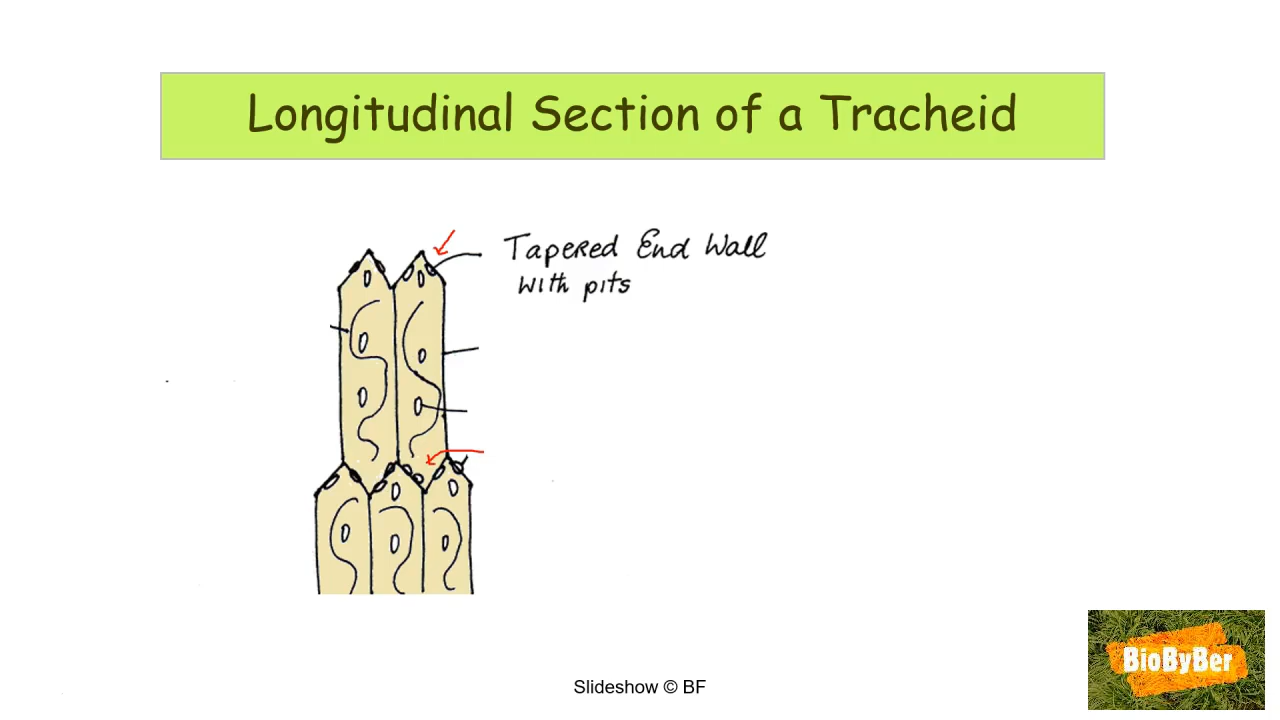 Longitudinal Section of a Tracheid
Tapered End Wall
with pits
BioByBer
Slideshow © BF